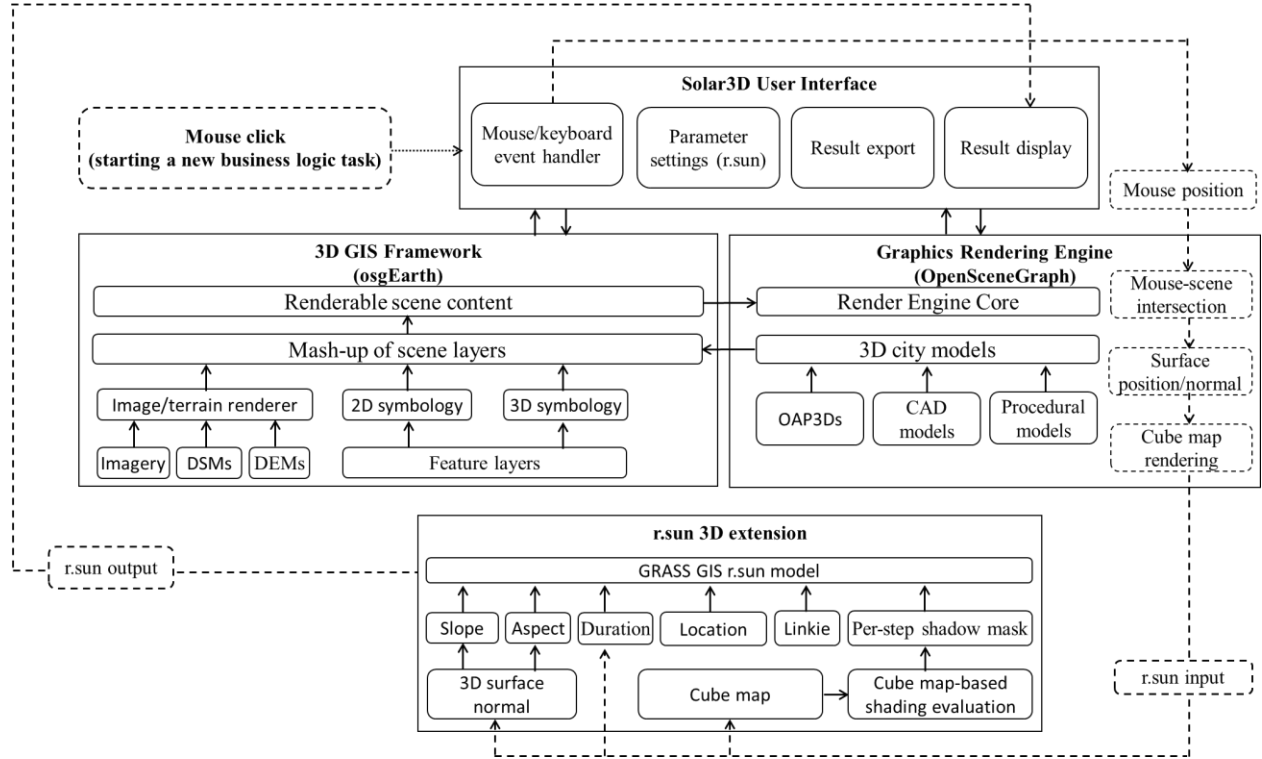 Solar3D User Interface
Mouse click
(starting a new business logic task)
Mouse/keyboard
event handler
Parameter
settings (r.sun)
Result export
Result display
Mouse position
3D GIS Framework
(osgEarth)
Renderable scene content
Mash-up of scene layers
Image/terrain renderer
2D symbology
3D symbology
Imagery
DSMs
DEMs
Feature layers
Graphics Rendering Engine
(OpenSceneGraph)
Render Engine Core
3D city models
OAP3Ds
CAD
models
Procedural
models
Mouse-scene
intersection
Surface
position/normal
Cube map
rendering
r.sun 3D extension
r.sun output
GRASS GIS r.sun model
Slope
Aspect
Duration
Location
Linkie
Per-step shadow mask
3D surface
normal
Cube map
Cube map-based
shading evaluation
r.sun input